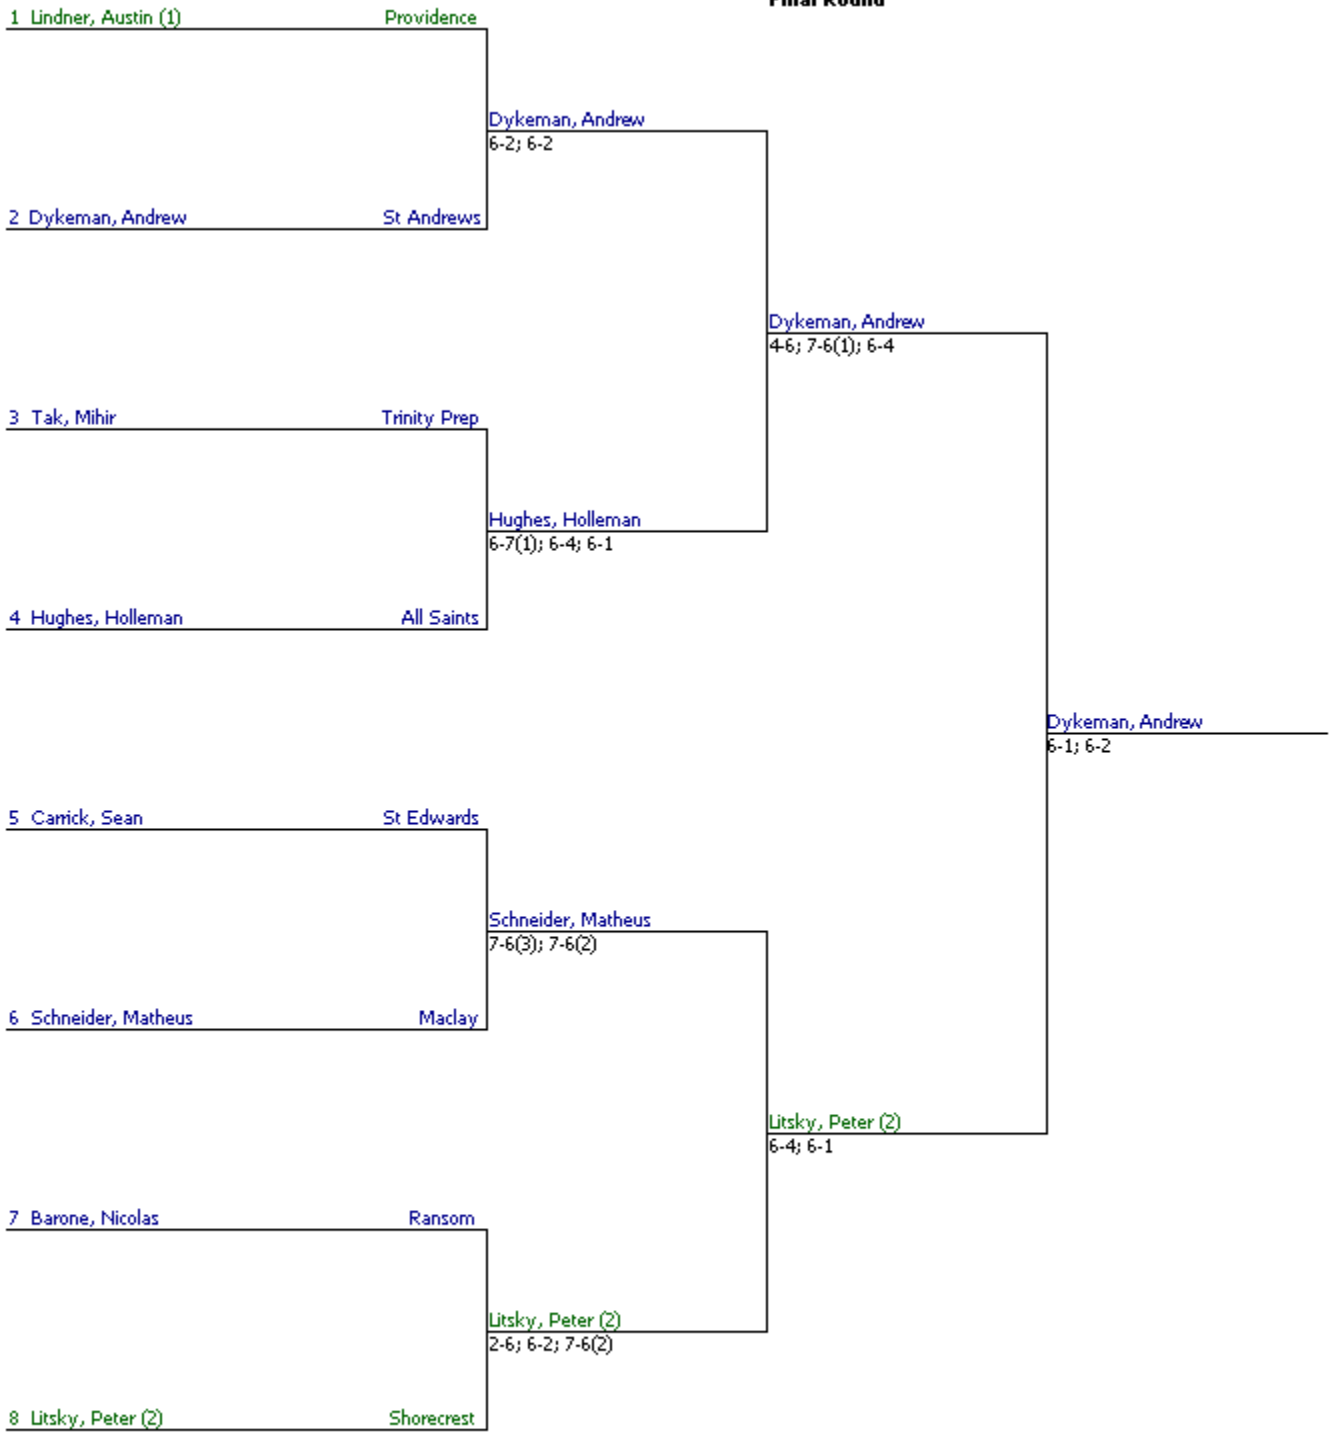 Final Round
1 Lindner, Austin (1) Providence
Dykeman, Andrew
6-2; 6-2
2 Dykeman, Andrew St Andrews
Dykeman, Andrew
4-6; 7-6(1); 6-4
3 Tak, Mihir Trinity Prep
Hughes, Holleman
6-7(1); 6-4; 6-1
4 Hughes, Holleman All Saints
Dykeman, Andrew
6-1; 6-2
5 Carrick, Sean St Edwards
Schneider, Matheus
7-6(3); 7-6(2)
6 Schneider, Matheus Maclay
Litsky, Peter (2)
6-4; 6-1
7 Barone, Nicolas Ransom
Litsky, Peter (2)
2-6; 6-2; 7-6(2)
8 Litsky, Peter (2) Shorecrest